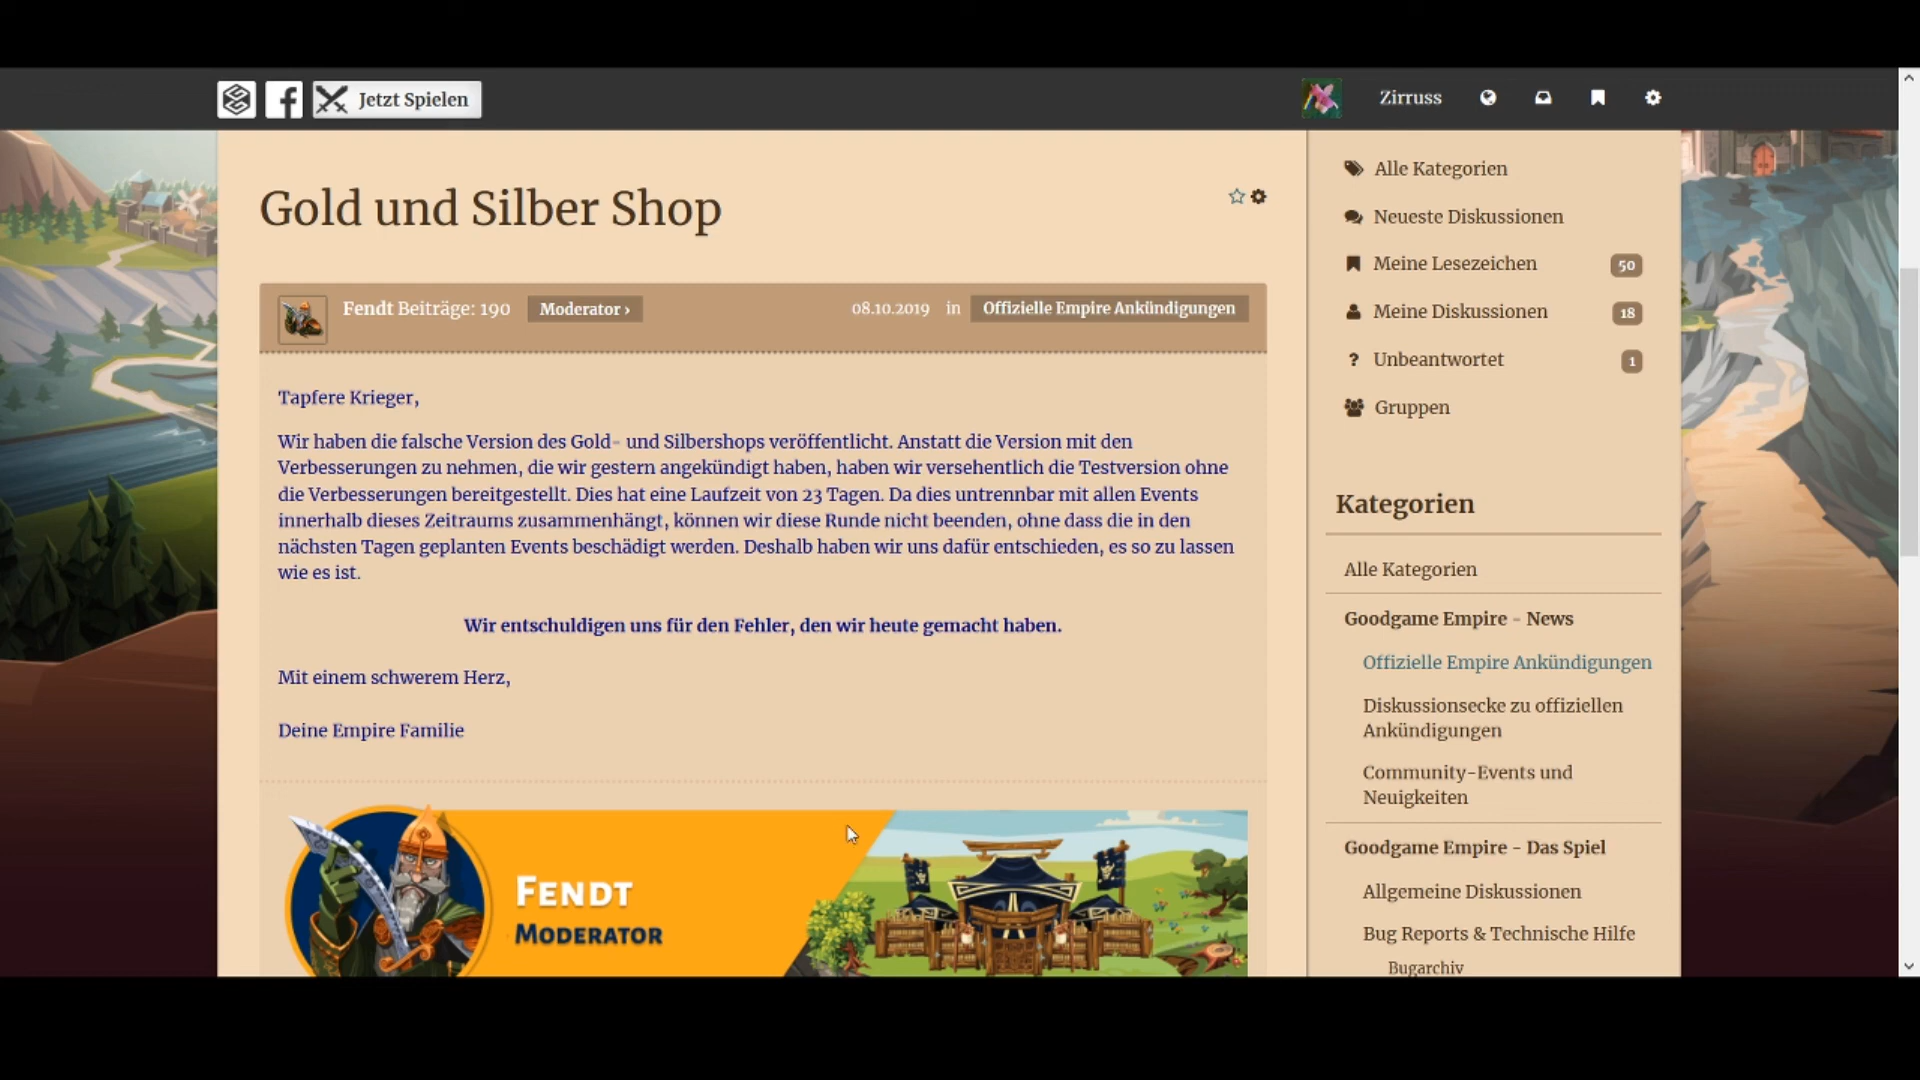 Jetzt Spielen
Zirruss
Gold und Silber Shop
Fendt Beiträge: 190 Moderator ›
08.10.2019 in Offizielle Empire Ankündigungen
Tapfere Krieger,
Wir haben die falsche Version des Gold- und Silbershops veröffentlicht. Anstatt die Version mit den
Verbesserungen zu nehmen, die wir gestern angekündigt haben, haben wir versehentlich die Testversion ohne
die Verbesserungen bereitgestellt. Dies hat eine Laufzeit von 23 Tagen. Da dies untrennbar mit allen Events
innerhalb dieses Zeitraums zusammenhängt, können wir diese Runde nicht beenden, ohne dass die in den
nächsten Tagen geplanten Events beschädigt werden. Deshalb haben wir uns dafür entschieden, es so zu lassen
wie es ist.
Wir entschuldigen uns für den Fehler, den wir heute gemacht haben.
Mit einem schwerem Herz,
Deine Empire Familie
FENDT
MODERATOR
Alle Kategorien
Neueste Diskussionen
Meine Lesezeichen 50
Meine Diskussionen 18
Unbeantwortet 1
Gruppen
Kategorien
Alle Kategorien
Goodgame Empire - News
Offizielle Empire Ankündigungen
Diskussionsecke zu offiziellen
Ankündigungen
Community-Events und
Neuigkeiten
Goodgame Empire - Das Spiel
Allgemeine Diskussionen
Bug Reports & Technische Hilfe
Bugarchiv